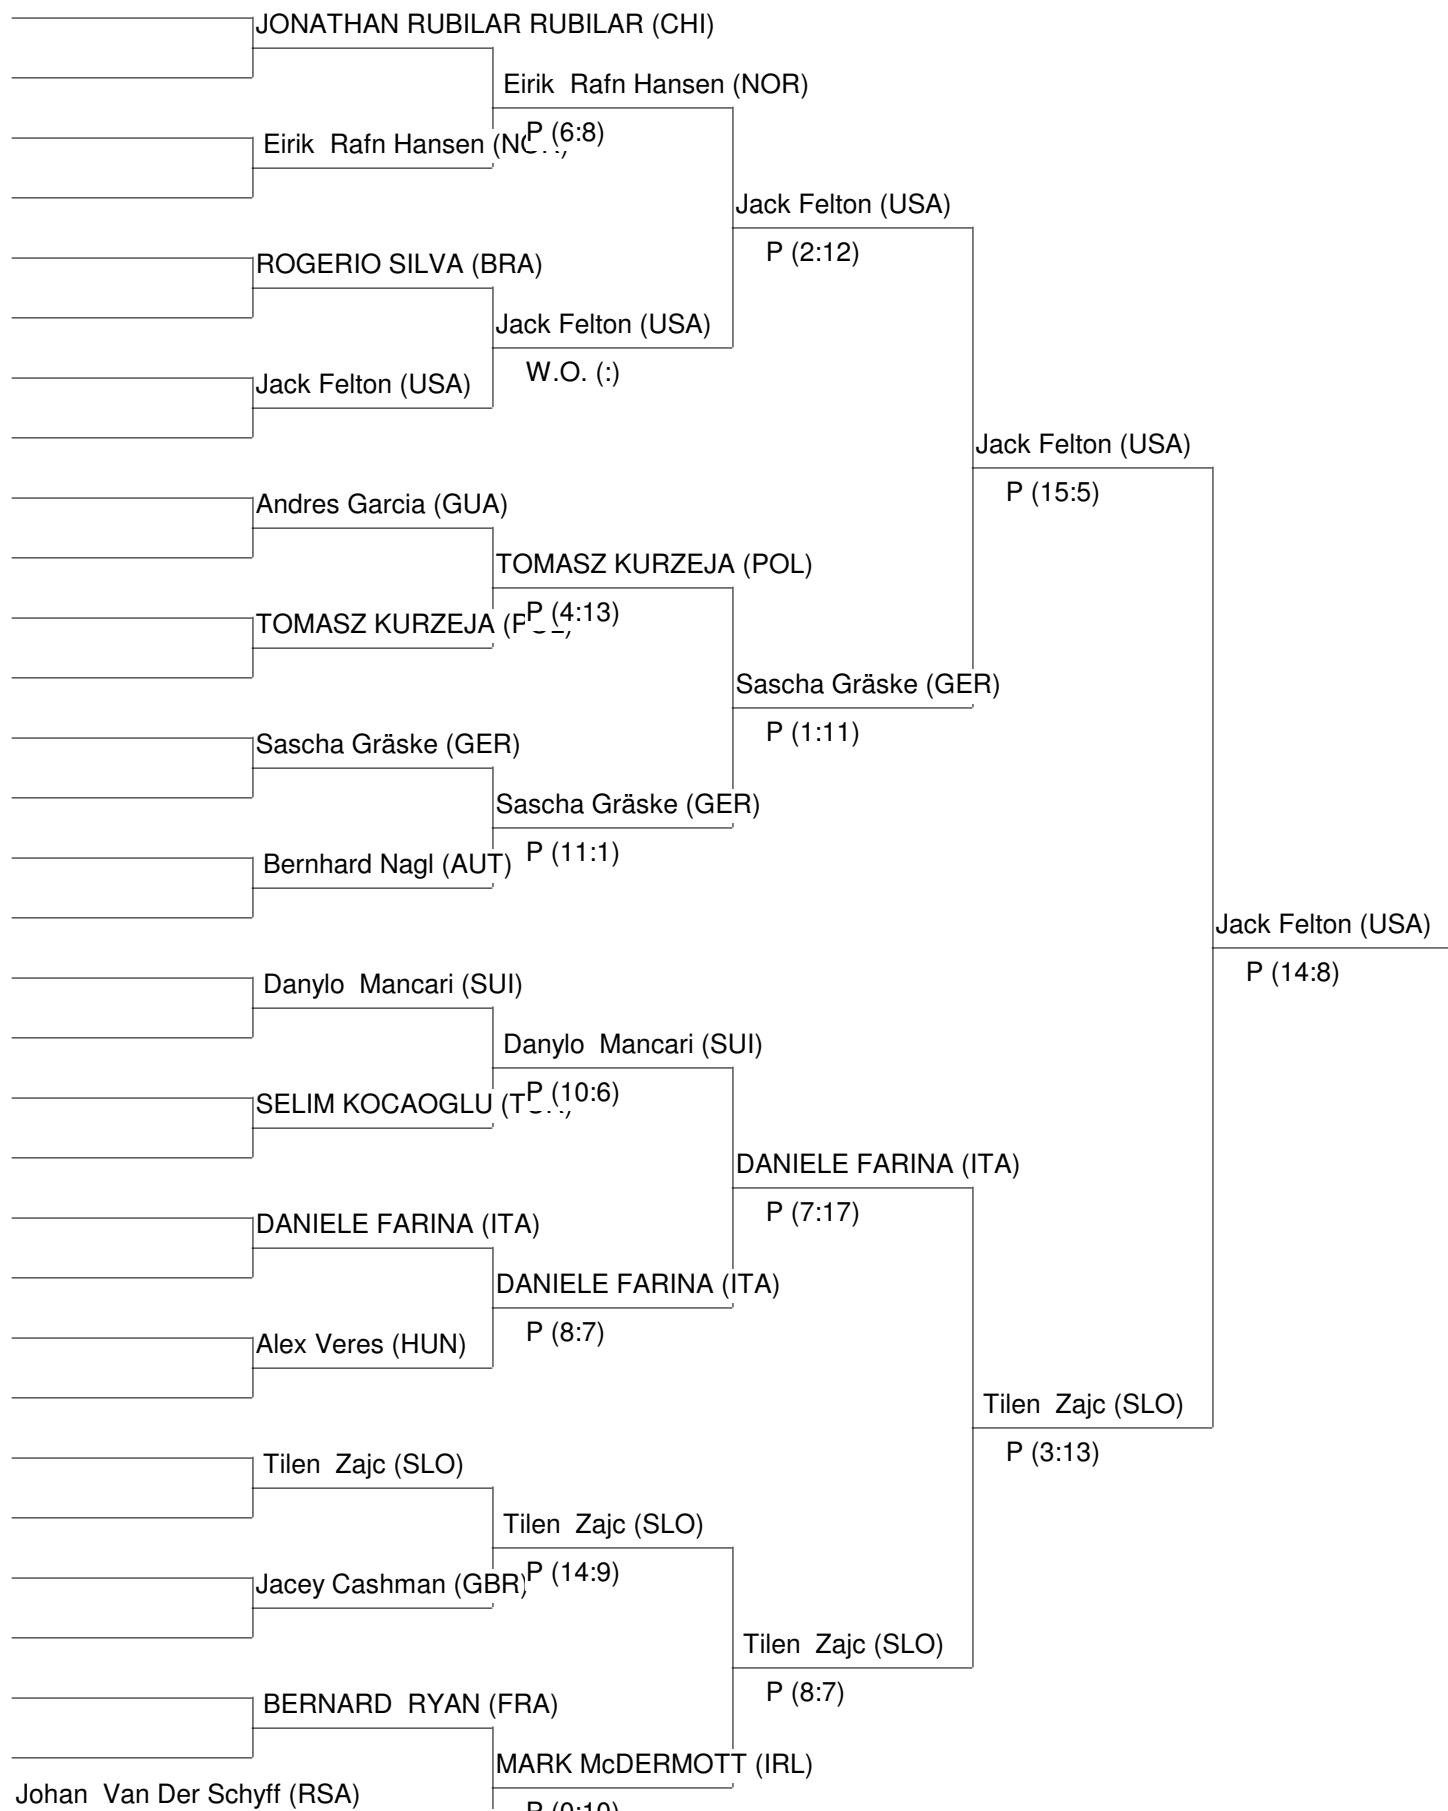 JONATHAN RUBILAR RUBILAR (CHI)
Eirik  Rafn Hansen (NOR)
P (6:8)
Eirik  Rafn Hansen
Jack Felton (USA)
P (2:12)
ROGERIO SILVA (BRA)
Jack Felton (USA)
W.O. (:)
Jack Felton (USA)
Jack Felton (USA)
P (15:5)
Andres Garcia (GUA)
TOMASZ KURZEJA (POL)
P (4:13)
TOMASZ KURZEJA
Sascha Gräske (GER)
P (1:11)
Sascha Gräske (GER)
Sascha Gräske (GER)
P (11:1)
Bernhard Nagl (AUT)
Jack Felton (USA)
P (14:8)
Danylo  Mancari (SUI)
Danylo  Mancari (SUI)
P (10:6)
SELIM KOCAOGLU
DANIELE FARINA (ITA)
P (7:17)
DANIELE FARINA (ITA)
DANIELE FARINA (ITA)
P (8:7)
Alex Veres (HUN)
Tilen  Zajc (SLO)
P (3:13)
Tilen  Zajc (SLO)
Tilen  Zajc (SLO)
P (14:9)
Jacey Cashman (GBR)
Tilen  Zajc (SLO)
P (8:7)
BERNARD  RYAN (FRA)
MARK McDERMOTT (IRL)
Johan  Van Der Schyff (RSA)
P (0:10)